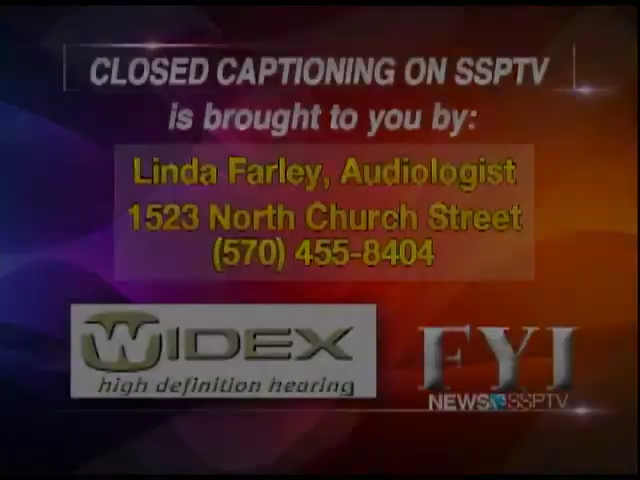 CLOSED CAPTIONING ON SSPTV
is brought to you by:
Linda Farley, Audiologist
1523 North Church Street
(570) 455-8404
WIDEX
high definition hearing
FYI
NEWS SSPTV